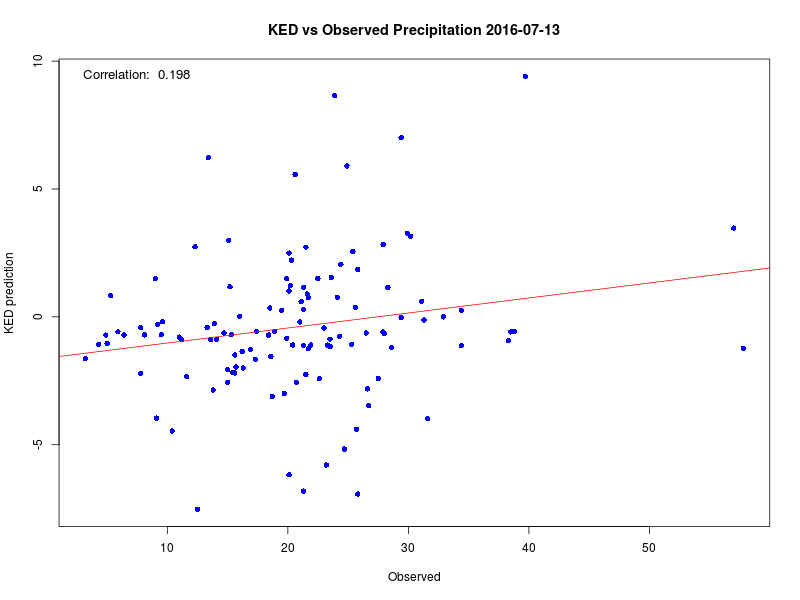 KED vs Observed Precipitation 2016-07-13
Correlation: 0.198
10
5
0
-5
KED prediction
10
20
30
40
50
Observed